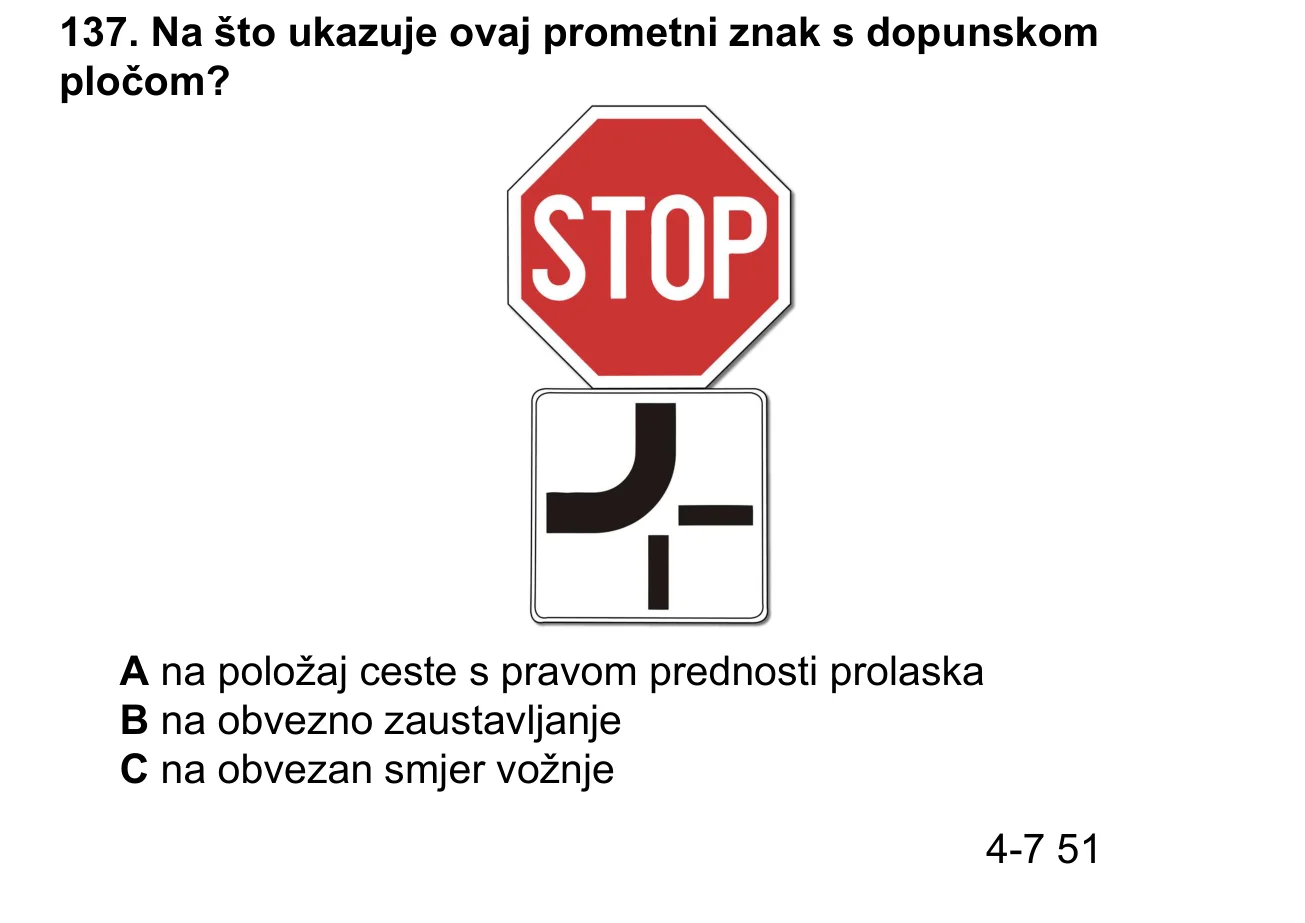 137. Na što ukazuje ovaj prometni znak s dopunskom
pločom?
STOP
A na položaj ceste s pravom prednosti prolaska
B na obvezno zaustavljanje
C na obvezan smjer vožnje
4-7 51